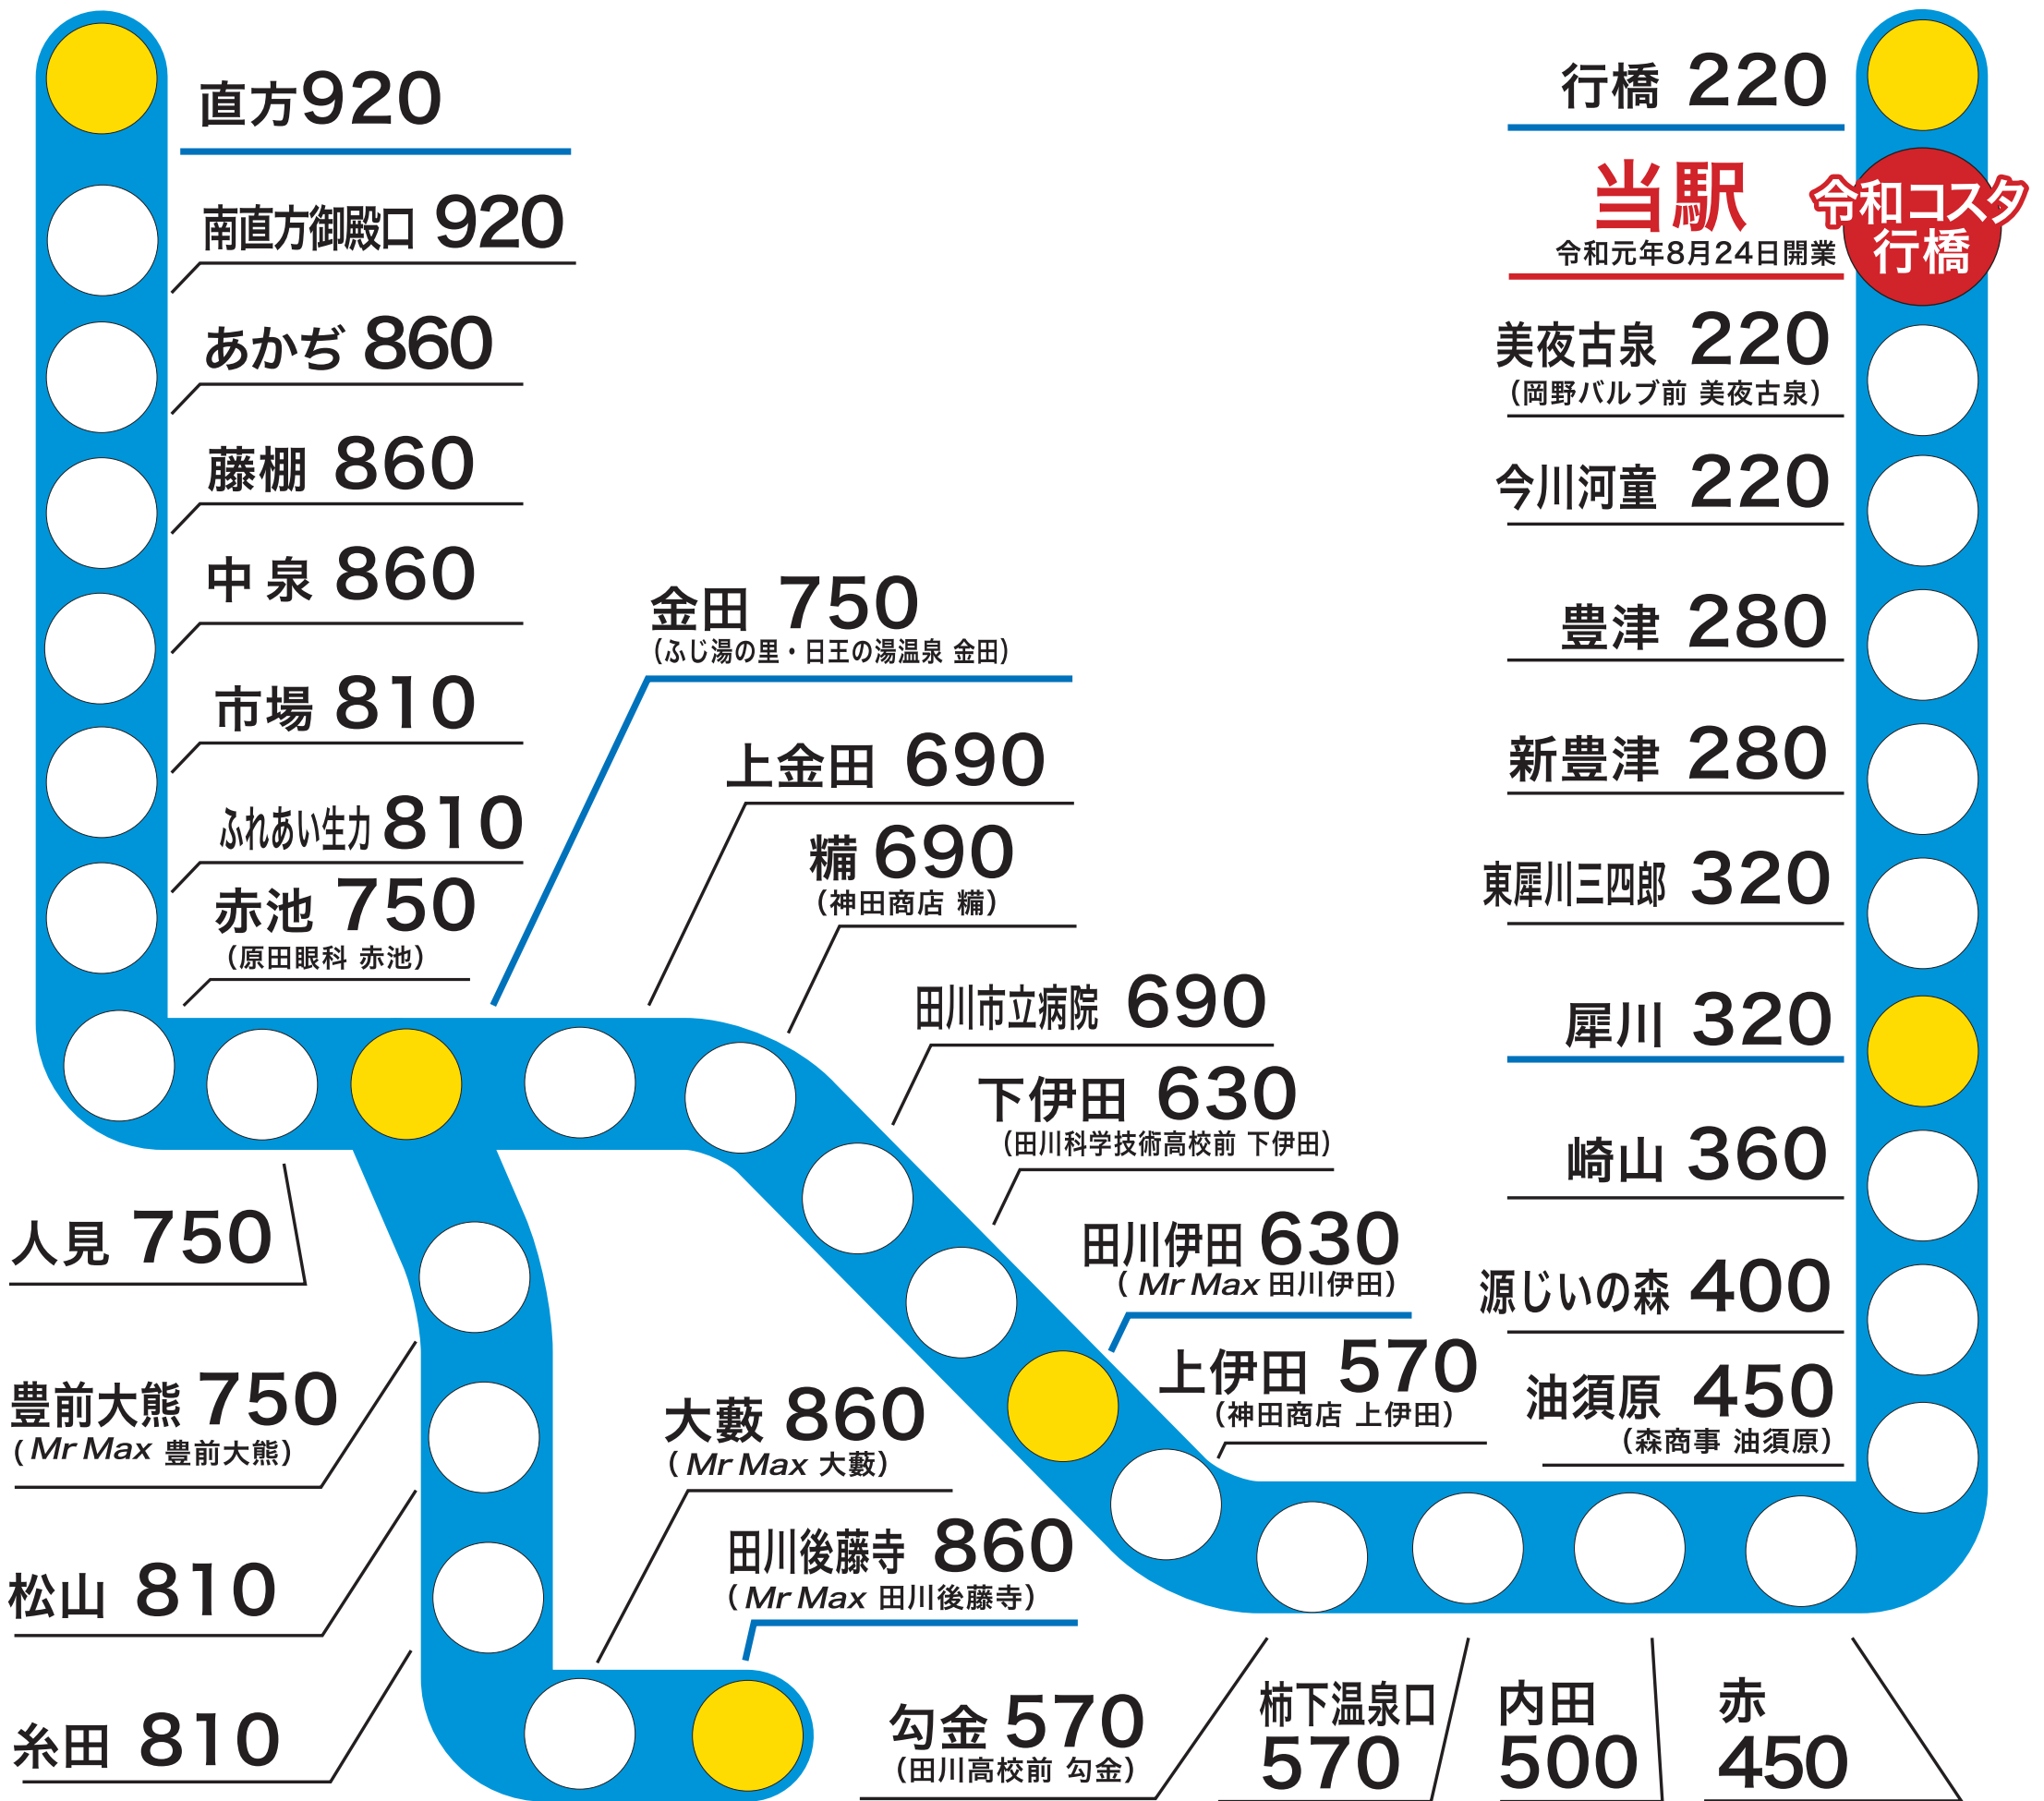 直方920
南直方御殿口 920
あかぢ 860
藤棚 860
中泉 860
市場 810
ふれあい生力 810
赤池 750
（原田眼科 赤池）
人見 750
金田 750
（ふじ湯の里・日王の湯温泉 金田）
上金田 690
糒 690
（神田商店 糒）
田川市立病院 690
下伊田 630
（田川科学技術高校前 下伊田）
田川伊田 630
（Mr Max 田川伊田）
上伊田 570
（神田商店 上伊田）
豊前大熊 750
（Mr Max 豊前大熊）
松山 810
糸田 810
大藪 860
（Mr Max 大藪）
田川後藤寺 860
（Mr Max 田川後藤寺）
勾金 570
（田川高校前 勾金）
柿下温泉口
570
内田
500
赤
450
行橋 220
当駅
令和元年8月24日開業
令和コスタ
行橋
美夜古泉 220
（岡野バルブ前 美夜古泉）
今川河童 220
豊津 280
新豊津 280
東犀川三四郎 320
犀川 320
崎山 360
源じいの森 400
油須原 450
（森商事 油須原）